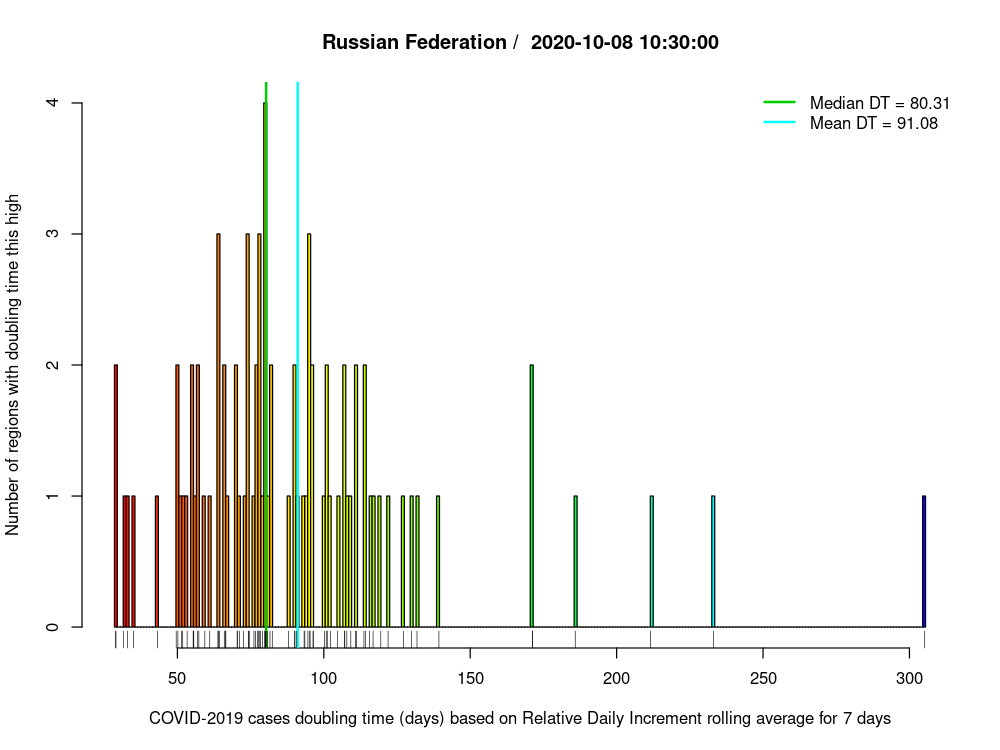 Russian Federation /  2020-10-08 10:30:00
Median DT = 80.31
Mean DT = 91.08
Number of regions with doubling time this high
4
3
2
1
0
50 100 150 200 250 300
COVID-2019 cases doubling time (days) based on Relative Daily Increment rolling average for 7 days